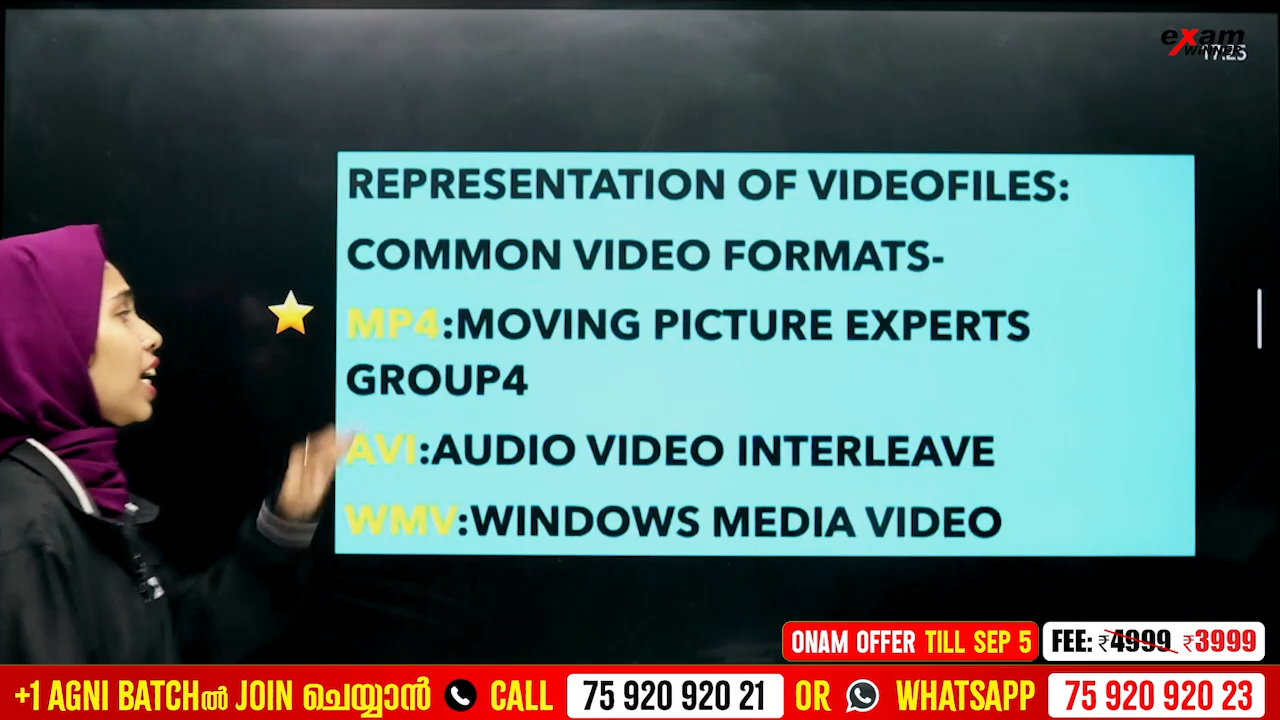 exam
WINNER
REPRESENTATION OF VIDEOFILES:
COMMON VIDEO FORMATS-
MP4:MOVING PICTURE EXPERTS
GROUP4
AVI:AUDIO VIDEO INTERLEAVE
WMV:WINDOWS MEDIA VIDEO
ONAM OFFER TILL SEP 5
FEE: ₹4999 ₹3999
+1 AGNI BATCHൽ JOIN ചെയ്യാൻ CALL 75 920 920 21 OR WHATSAPP 75 920 920 23